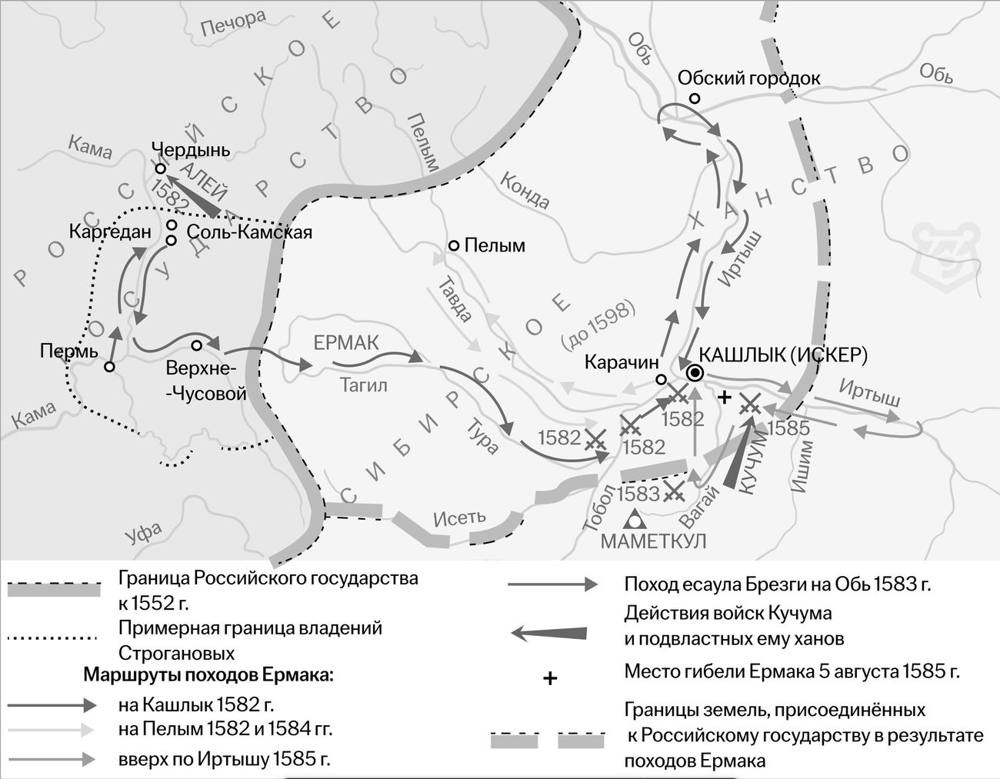 Печора
РОССИЙСКОЕ
ГОСУДАРСТВО
Обь
Обский городок
Обь
Кама
Чердынь
АЛЕЙ
1582
Пелым
Конда
ХАНСТВО
Каргедан
Соль-Камская
Пелым
Иртыш
Тавда
СИБИРСКОЕ
(до 1598)
Пермь
Верхне-
-Чусовой
ЕРМАК
Тагил
Карачин
КАШЛЫК (ИСКЕР)
Иртыш
Кама
Тура
1582
1582
1582
1585
КУЧУМ
Ишим
1583
Вагай
Тобол
Исеть
Уфа
МАМЕТКУЛ
Граница Российского государства
к 1552 г.
Примерная граница владений
Строгановых
Маршруты походов Ермака:
на Кашлык 1582 г.
на Пелым 1582 и 1584 гг.
вверх по Иртышу 1585 г.
Поход есаула Брезги на Обь 1583 г.
Действия войск Кучума
и подвластных ему ханов
Место гибели Ермака 5 августа 1585 г.
Границы земель, присоединённых
к Российскому государству в результате
походов Ермака